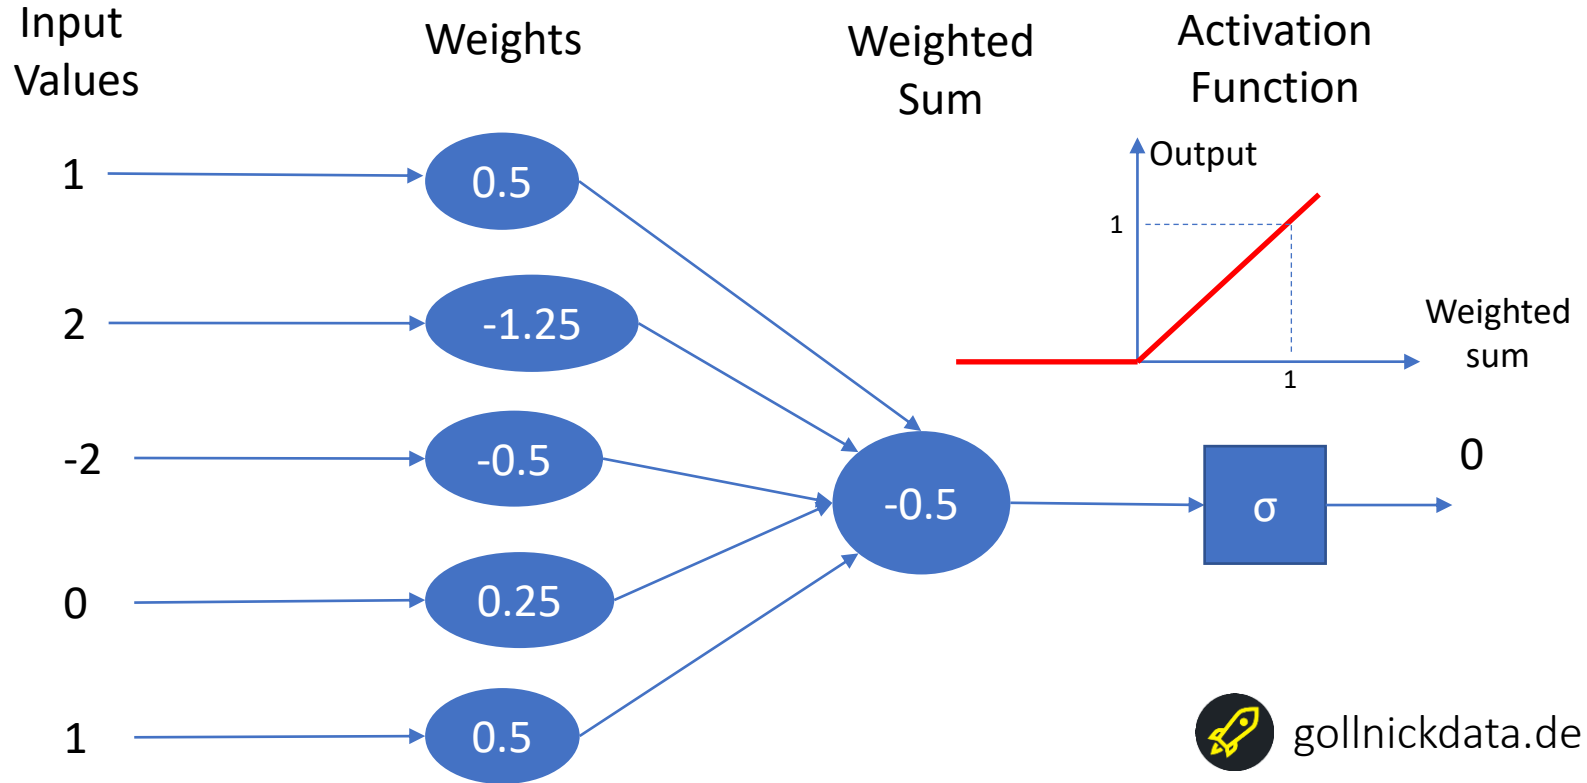 Input
Values
Weights
Weighted
Sum
Activation
Function
1
0.5
Output
1
1
Weighted
sum
2
-1.25
-2
-0.5
-0.5
σ
0
0
0.25
1
0.5
gollnickdata.de